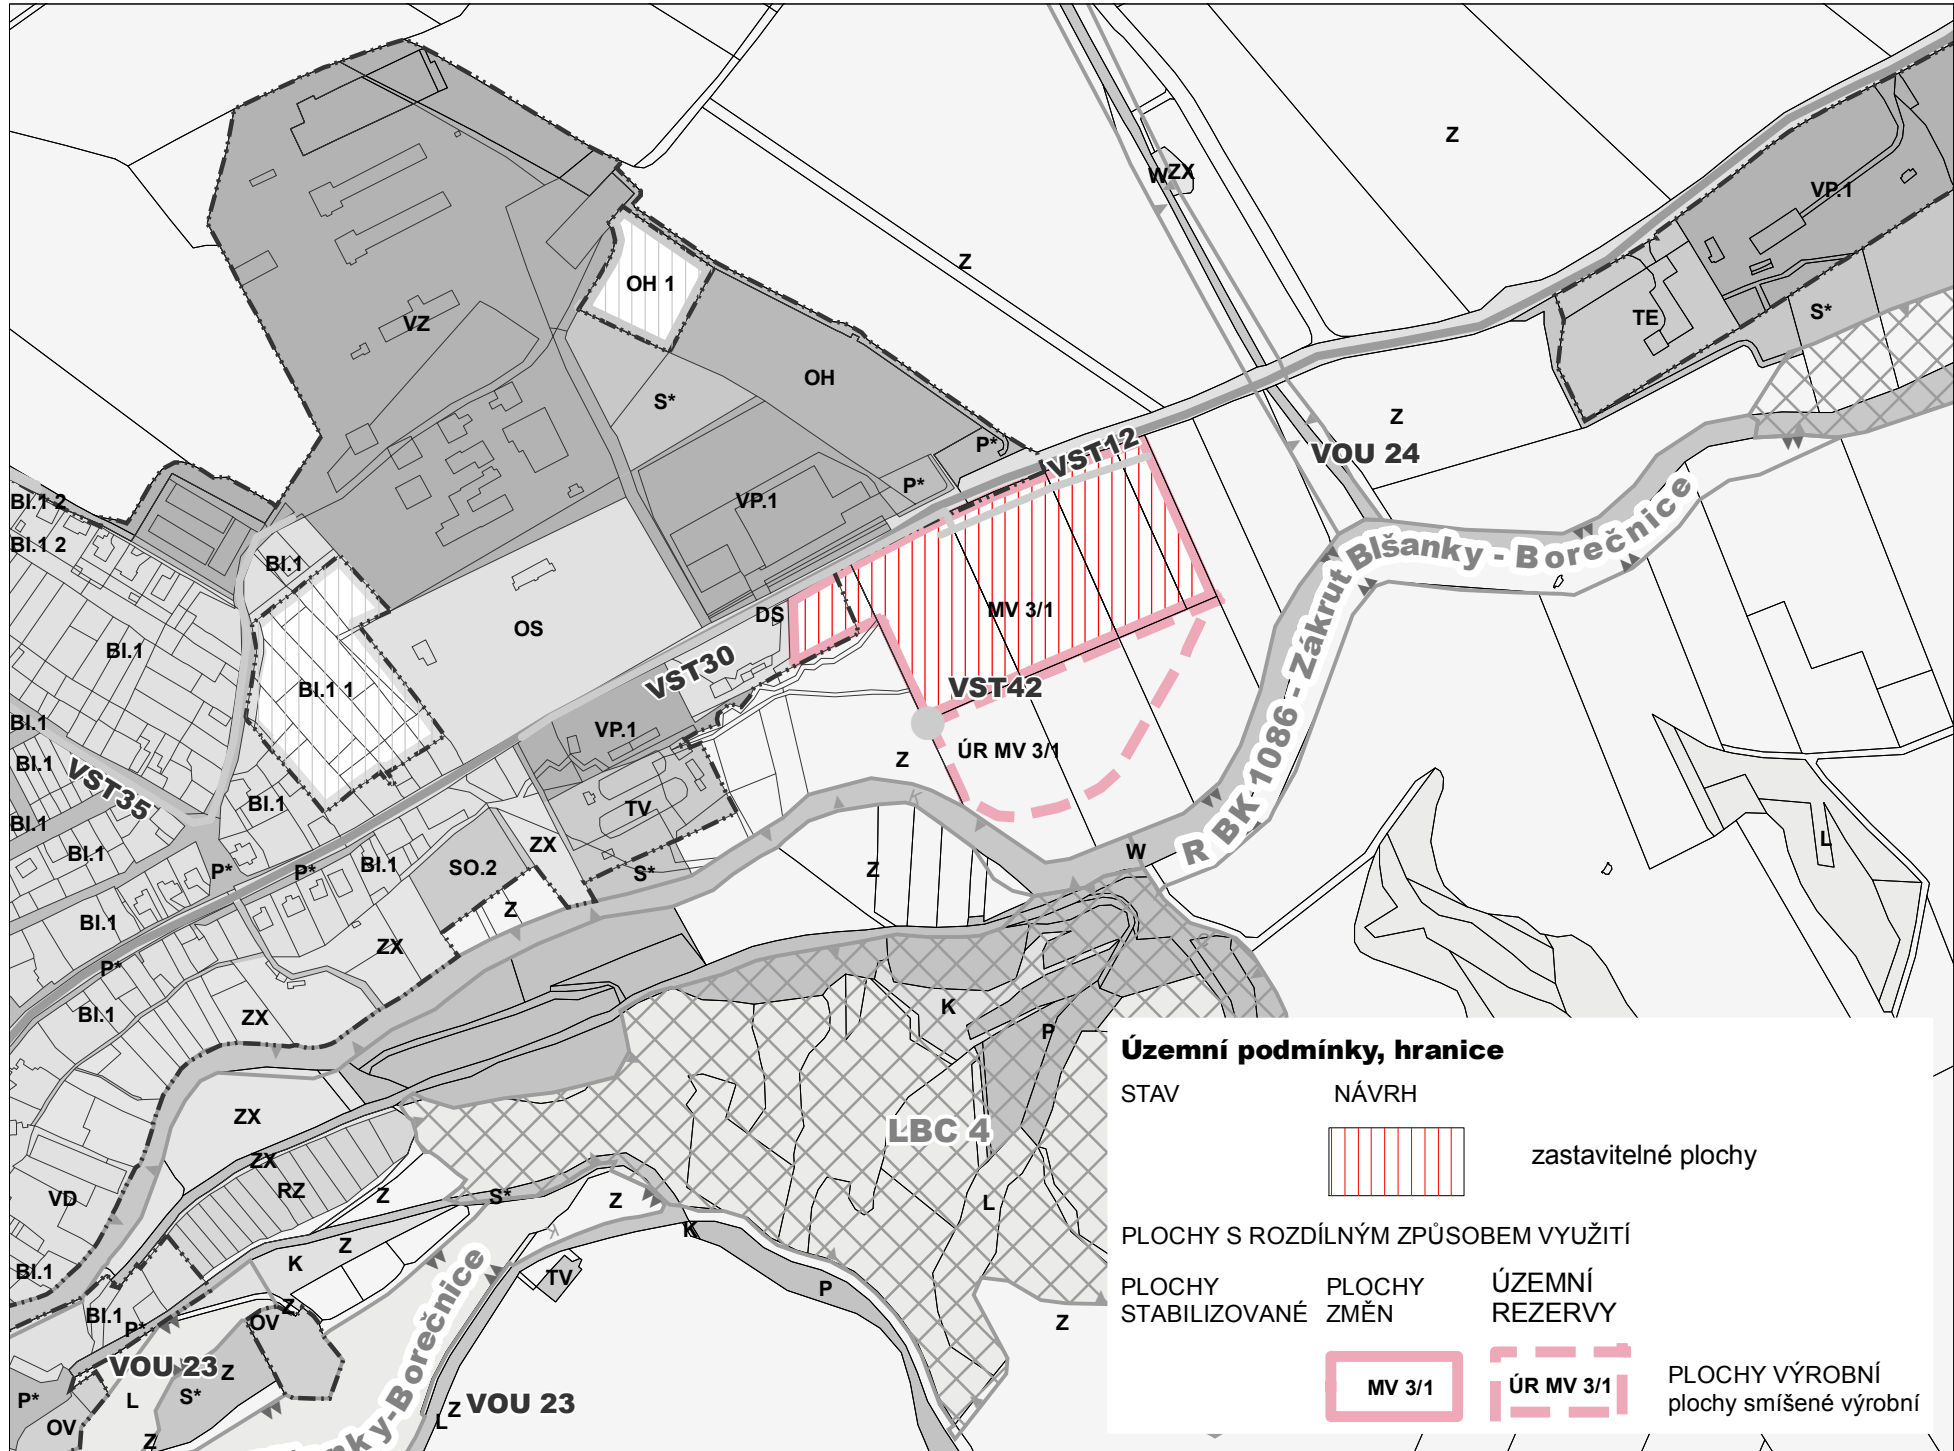 Z
WZX
VP.1
Z
OH 1
TE
S*
VZ
OH
S*
Z
VST12
P*
VOU 24
P*
VP.1
BI.1 2
BI.1 2
BI.1
R BK 1086 - Zákrut Blšanky - Borečnice
DS
MV 3/1
OS
BI.1
VST30
BI.1 1
VST42
BI.1
VP.1
ÚR MV 3/1
Z
BI.1
VST35
BI.1
TV
K
BI.1
ZX
L
BI.1
W
P*
P*
BI.1
SO.2
S*
Z
Z
BI.1
ZX
P*
K
BI.1
ZX
P
ZX
LBC 4
ZX
RZ
Z
S*
Z
L
VD
K
K
Z
K
BI.1
TV
P
Z
BI.1
P*
OV
Z
VOU 23
Z
S*
L
P*
OV
Z
Z
L
VOU 23
nky-Borečnice
Územní podmínky, hranice
STAV NÁVRH
zastavitelné plochy
PLOCHY S ROZDÍLNÝM ZPŮSOBEM VYUŽITÍ
PLOCHY STABILIZOVANÉ
PLOCHY ZMĚN
ÚZEMNÍ REZERVY
MV 3/1
ÚR MV 3/1
PLOCHY VÝROBNÍ
plochy smíšené výrobní